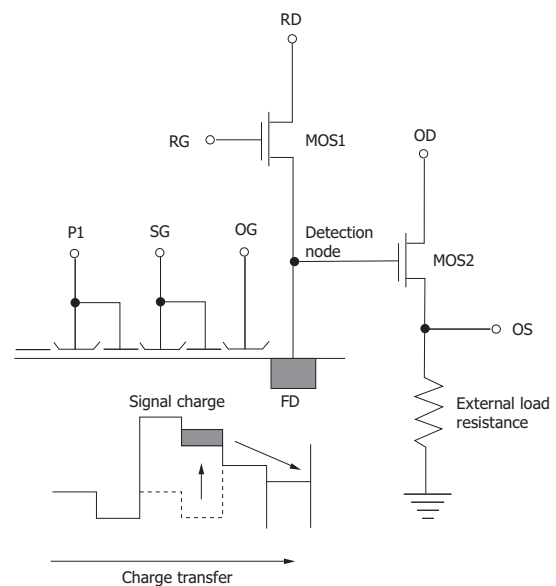 RD
RG
MOS1
OD
P1
SG
OG
Detection
node
MOS2
OS
Signal charge
FD
External load
resistance
Charge transfer